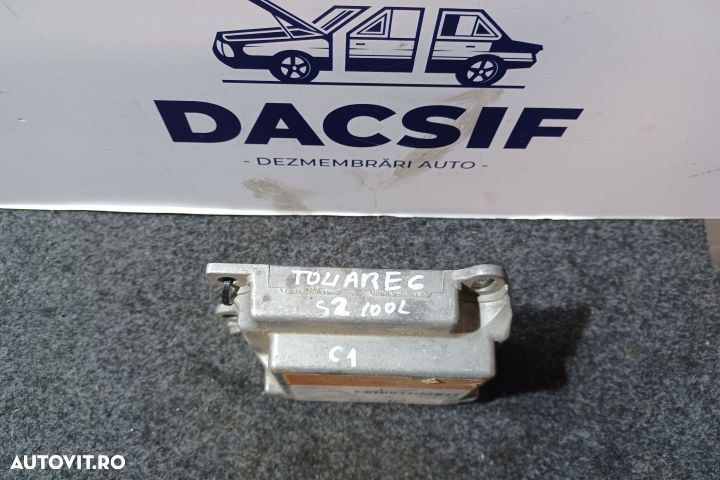 DACSIF
- DEZMEMBRĂRI AUTO -
TOUAREG
S2 100L
C1
AUTOVIT.RO